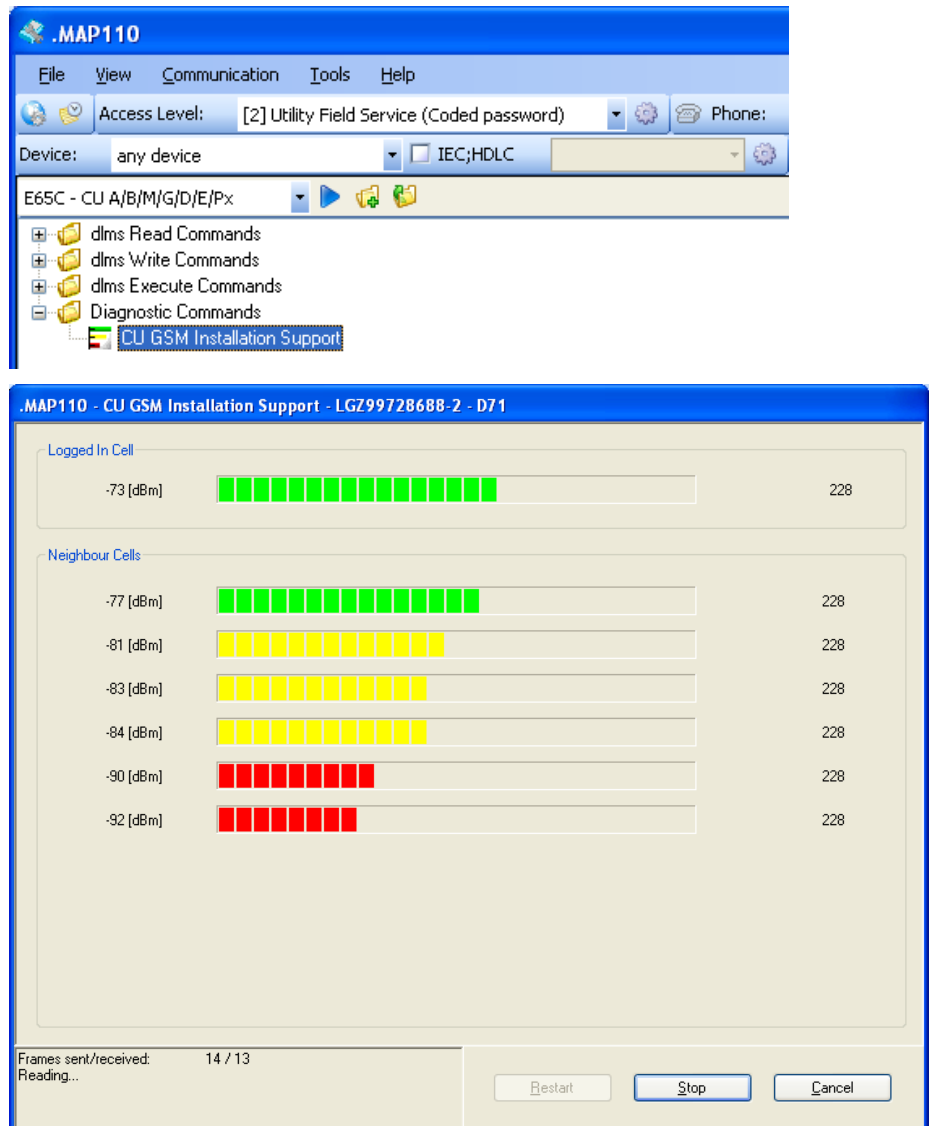 .MAP110
File View Communication Tools Help
Access Level: [2] Utility Field Service (Coded password) Phone:
Device: any device IEC;HDLC
E65C - CU A/B/M/G/D/E/Px
dlms Read Commands
dlms Write Commands
dlms Execute Commands
Diagnostic Commands
CU GSM Installation Support
.MAP110 - CU GSM Installation Support - LGZ99728688-2 - D71
Logged In Cell
-73 [dBm] 228
Neighbour Cells
-77 [dBm] 228
-81 [dBm] 228
-83 [dBm] 228
-84 [dBm] 228
-90 [dBm] 228
-92 [dBm] 228
Frames sent/received: 14 / 13
Reading...
Restart Stop Cancel